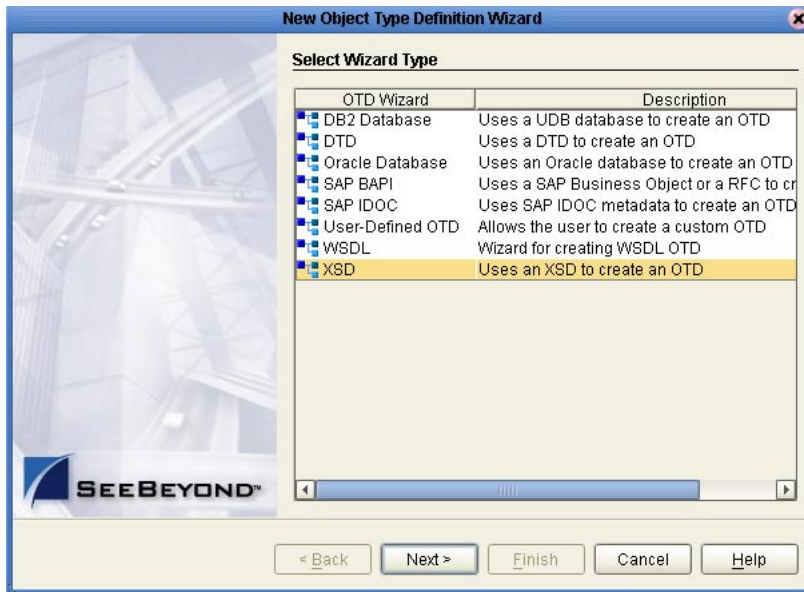 New Object Type Definition Wizard
Select Wizard Type
OTD Wizard Description
DB2 Database Uses a UDB database to create an OTD
DTD Uses a DTD to create an OTD
Oracle Database Uses an Oracle database to create an OTD
SAP BAPI Uses a SAP Business Object or a RFC to cr
SAP IDOC Uses SAP IDOC metadata to create an OTD
User-Defined OTD Allows the user to create a custom OTD
WSDL Wizard for creating WSDL OTD
XSD Uses an XSD to create an OTD
SEEBEYOND™
< Back Next > Finish Cancel Help